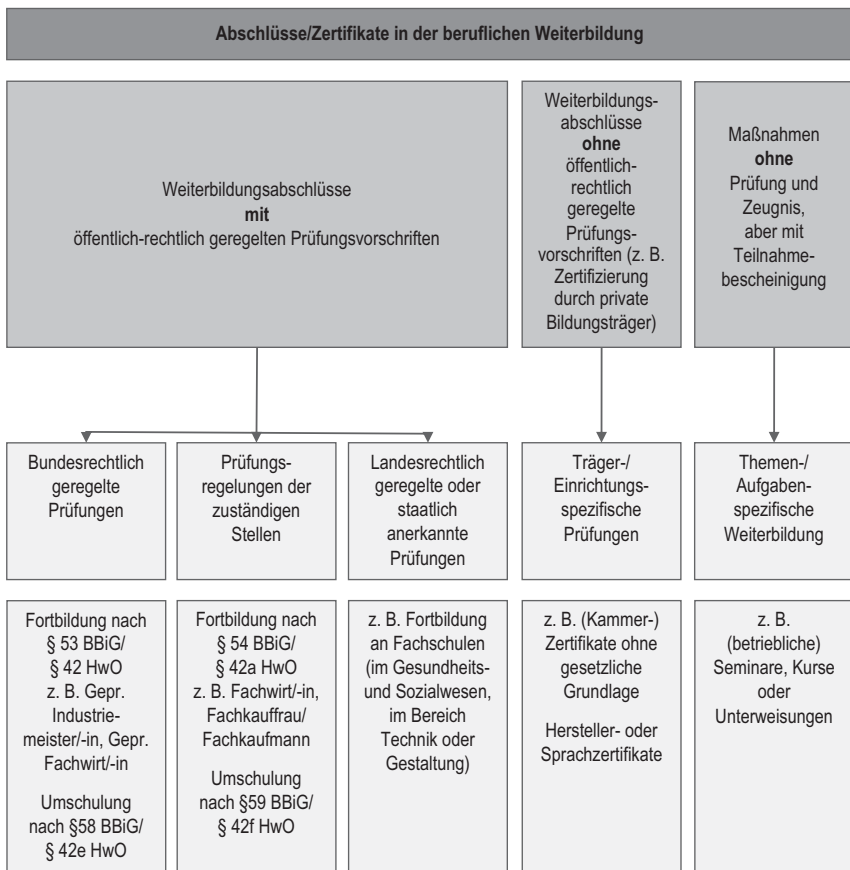 Abschlüsse/Zertifikate in der beruflichen Weiterbildung
Weiterbildungsabschlüsse
mit
öffentlich-rechtlich geregelten Prüfungsvorschriften
Weiterbildungs-
abschlüsse
ohne
öffentlich-
rechtlich
geregelte
Prüfungs-
vorschriften (z. B.
Zertifizierung
durch private
Bildungsträger)
Maßnahmen
ohne
Prüfung und
Zeugnis,
aber mit
Teilnahme-
bescheinigung
Bundesrechtlich
geregelte
Prüfungen
Prüfungs-
regelungen der
zuständigen
Stellen
Landesrechtlich
geregelte oder
staatlich
anerkannte
Prüfungen
Träger-/
Einrichtungs-
spezifische
Prüfungen
Themen-/
Aufgaben-
spezifische
Weiterbildung
Fortbildung nach
§ 53 BBiG/
§ 42 HwO
z. B. Gepr.
Industrie-
meister/-in, Gepr.
Fachwirt/-in
Umschulung
nach §58 BBiG/
§ 42e HwO
Fortbildung nach
§ 54 BBiG/
§ 42a HwO
z. B. Fachwirt/-in,
Fachkauffrau/
Fachkaufmann
Umschulung
nach §59 BBiG/
§ 42f HwO
z. B. Fortbildung
an Fachschulen
(im Gesundheits-
und Sozialwesen,
im Bereich
Technik oder
Gestaltung)
z. B. (Kammer-)
Zertifikate ohne
gesetzliche
Grundlage
Hersteller- oder
Sprachzertifikate
z. B.
(betriebliche)
Seminare, Kurse
oder
Unterweisungen